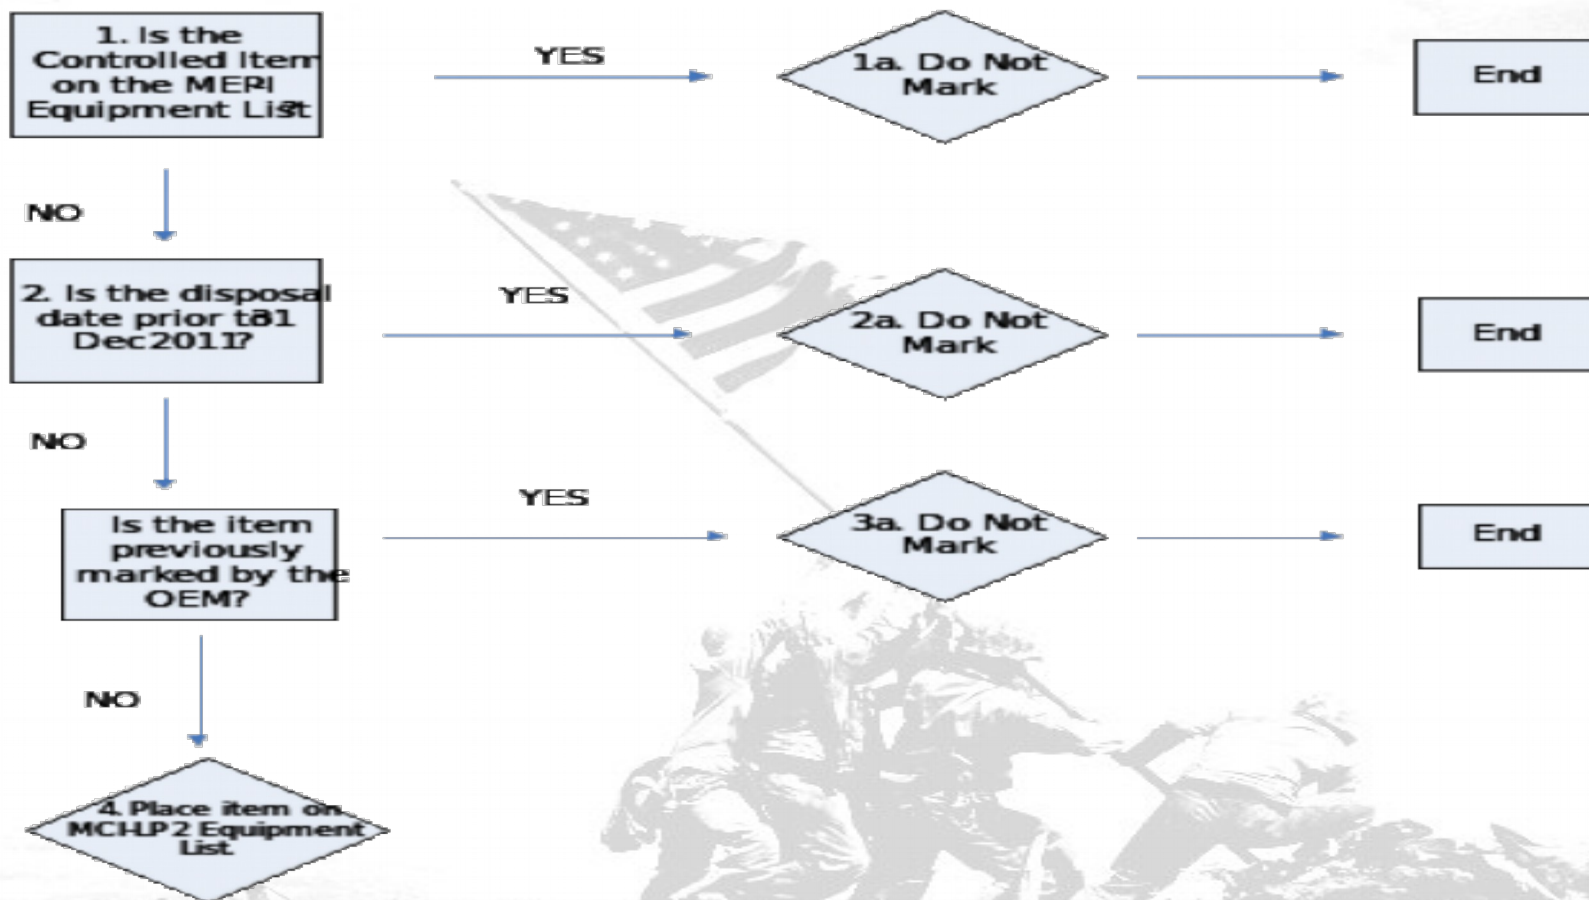 1. Is the
Controlled Item
on the MERI
Equipment List?
YES
1a. Do Not
Mark
End
NO
2. Is the disposal
date prior to 31
Dec 2011?
YES
2a. Do Not
Mark
End
NO
Is the item
previously
marked by the
OEM?
YES
3a. Do Not
Mark
End
NO
4. Place item on
Equipment
List.